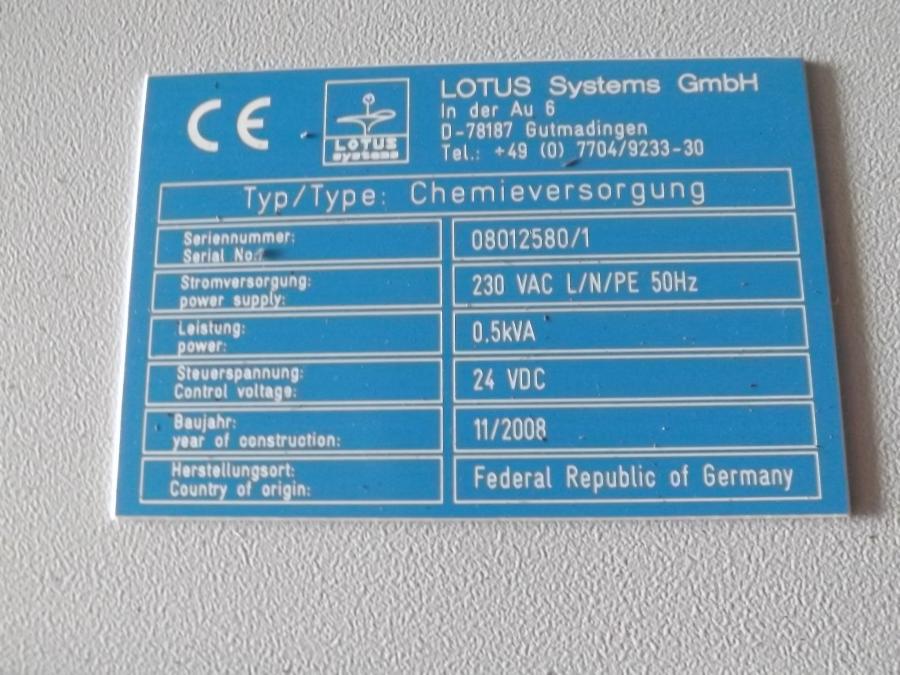 CE
LOTUS
systems
LOTUS Systems GmbH
In der Au 6
D-78187 Gutmadingen
Tel.: +49 (0) 7704/9233-30
Typ/Type: Chemieversorgung
Seriennummer:
Serial No.:
08012580/1
Stromversorgung:
power supply:
230 VAC L/N/PE 50Hz
Leistung:
power:
0.5kVA
Steuerspannung:
Control voltage:
24 VDC
Baujahr:
year of construction:
11/2008
Herstellungsort:
Country of origin:
Federal Republic of Germany